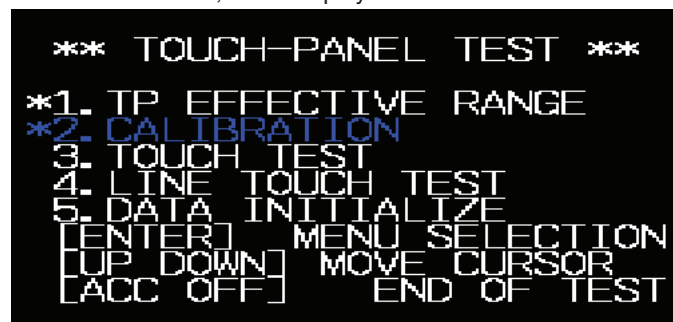 ** TOUCH-PANEL TEST **
*1. TP EFFECTIVE RANGE
*2. CALIBRATION
3. TOUCH TEST
4. LINE TOUCH TEST
5. DATA INITIALIZE
[ENTER] MENU SELECTION
[UP DOWN] MOVE CURSOR
[ACC OFF] END OF TEST